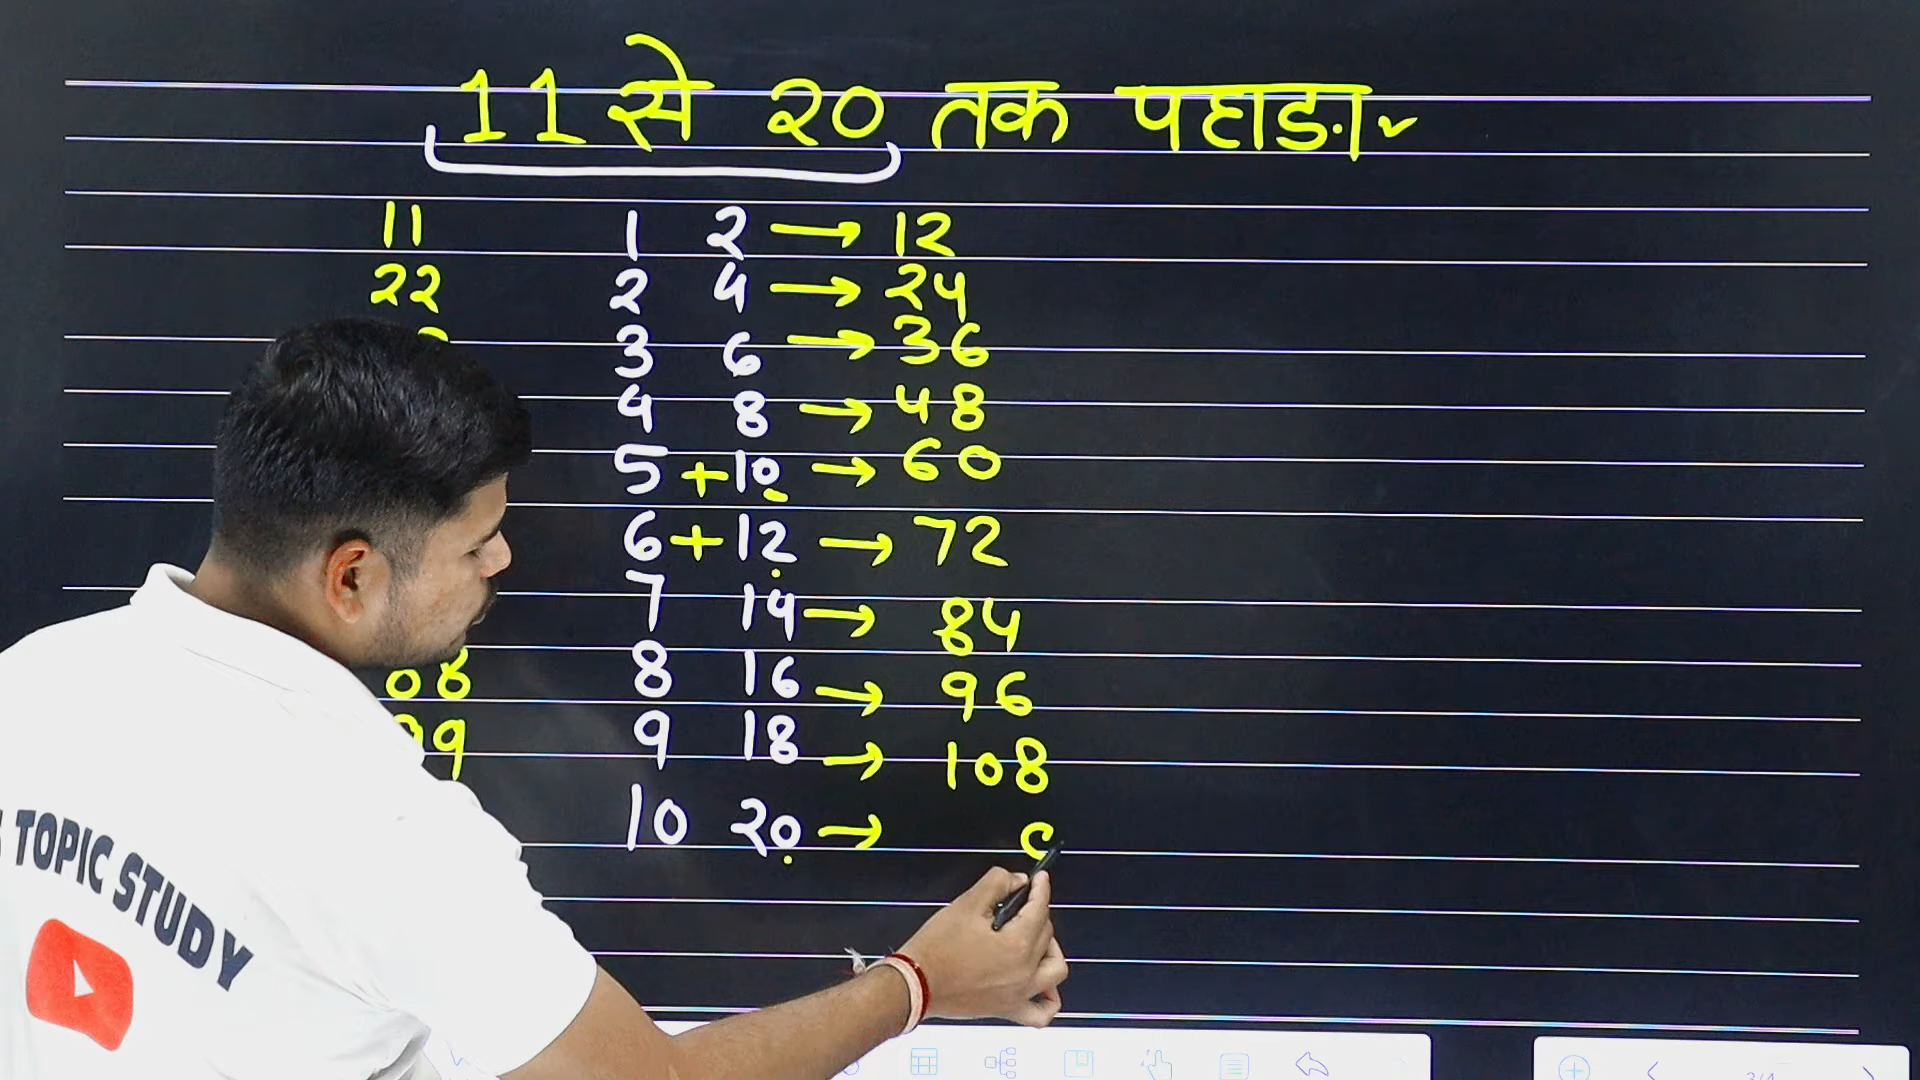 11 से 20 तक पहाड़ा
11 1 2 → 12
22 2 4 → 24
3 6 → 36
4 8 → 48
5 + 10 → 60
6 + 12 → 72
7 14 → 84
8 16 → 96
9 18 → 108
10 20 →
TOPIC STUDY